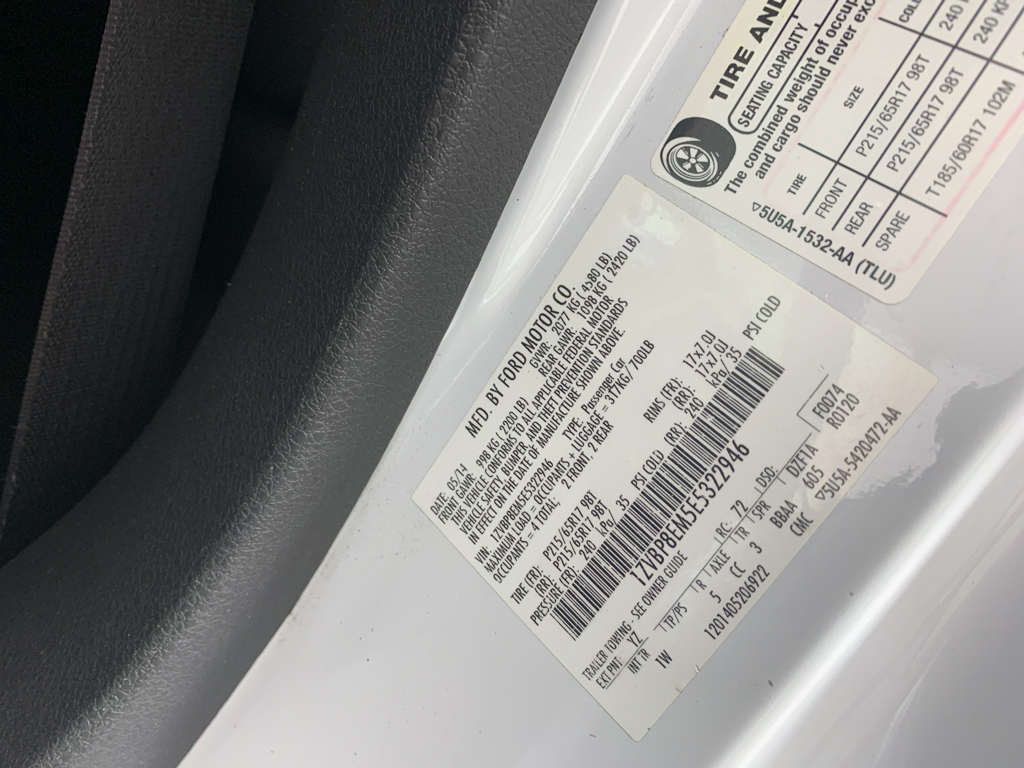 TIRE AND
SEATING CAPACITY
The combined weight of
and cargo should never
TIRE SIZE
FRONT P215/65R17 98T 240
REAR P215/65R17 98T 240
SPARE T185/60R17 102M
5U5A-1532-AA (TLU)
MFD. BY FORD MOTOR CO.
DATE: 05/14 GVWR: 2077 KG ( 4580 LB)
FRONT GAWR: 998 KG ( 2200 LB) REAR GAWR: 1098 KG ( 2420 LB)
THIS VEHICLE CONFORMS TO ALL APPLICABLE FEDERAL MOTOR
VEHICLE SAFETY, BUMPER, AND THEFT PREVENTION STANDARDS
IN EFFECT ON THE DATE OF MANUFACTURE SHOWN ABOVE.
VIN: 1ZVBP8EM5E5322946 TYPE: Passenger Car
MAXIMUM LOAD = OCCUPANTS + LUGGAGE = 317KG/700LB
OCCUPANTS = 4 TOTAL 2 FRONT 2 REAR
TIRE (FR): P215/65R17 98T RIMS (FR): 17X7.0J
(RR): P215/65R17 98T (RR): 17X7.0J
PRESSURE FR: 240 kPa/ 35 PSI(COLD) (RR): 240 kPa/35 PSI COLD
1ZVBP8EM5E5322946
TRAILER TOWING - SEE OWNER GUIDE
EXT PNT: YZ RC: 72 DSO: F0074
INT TR TP/PS R AXLE TR SPR DZF1A R0120
1W 5 CC 3 BBAA 605
1201405206922 CMC 5U5A-5420472-AA